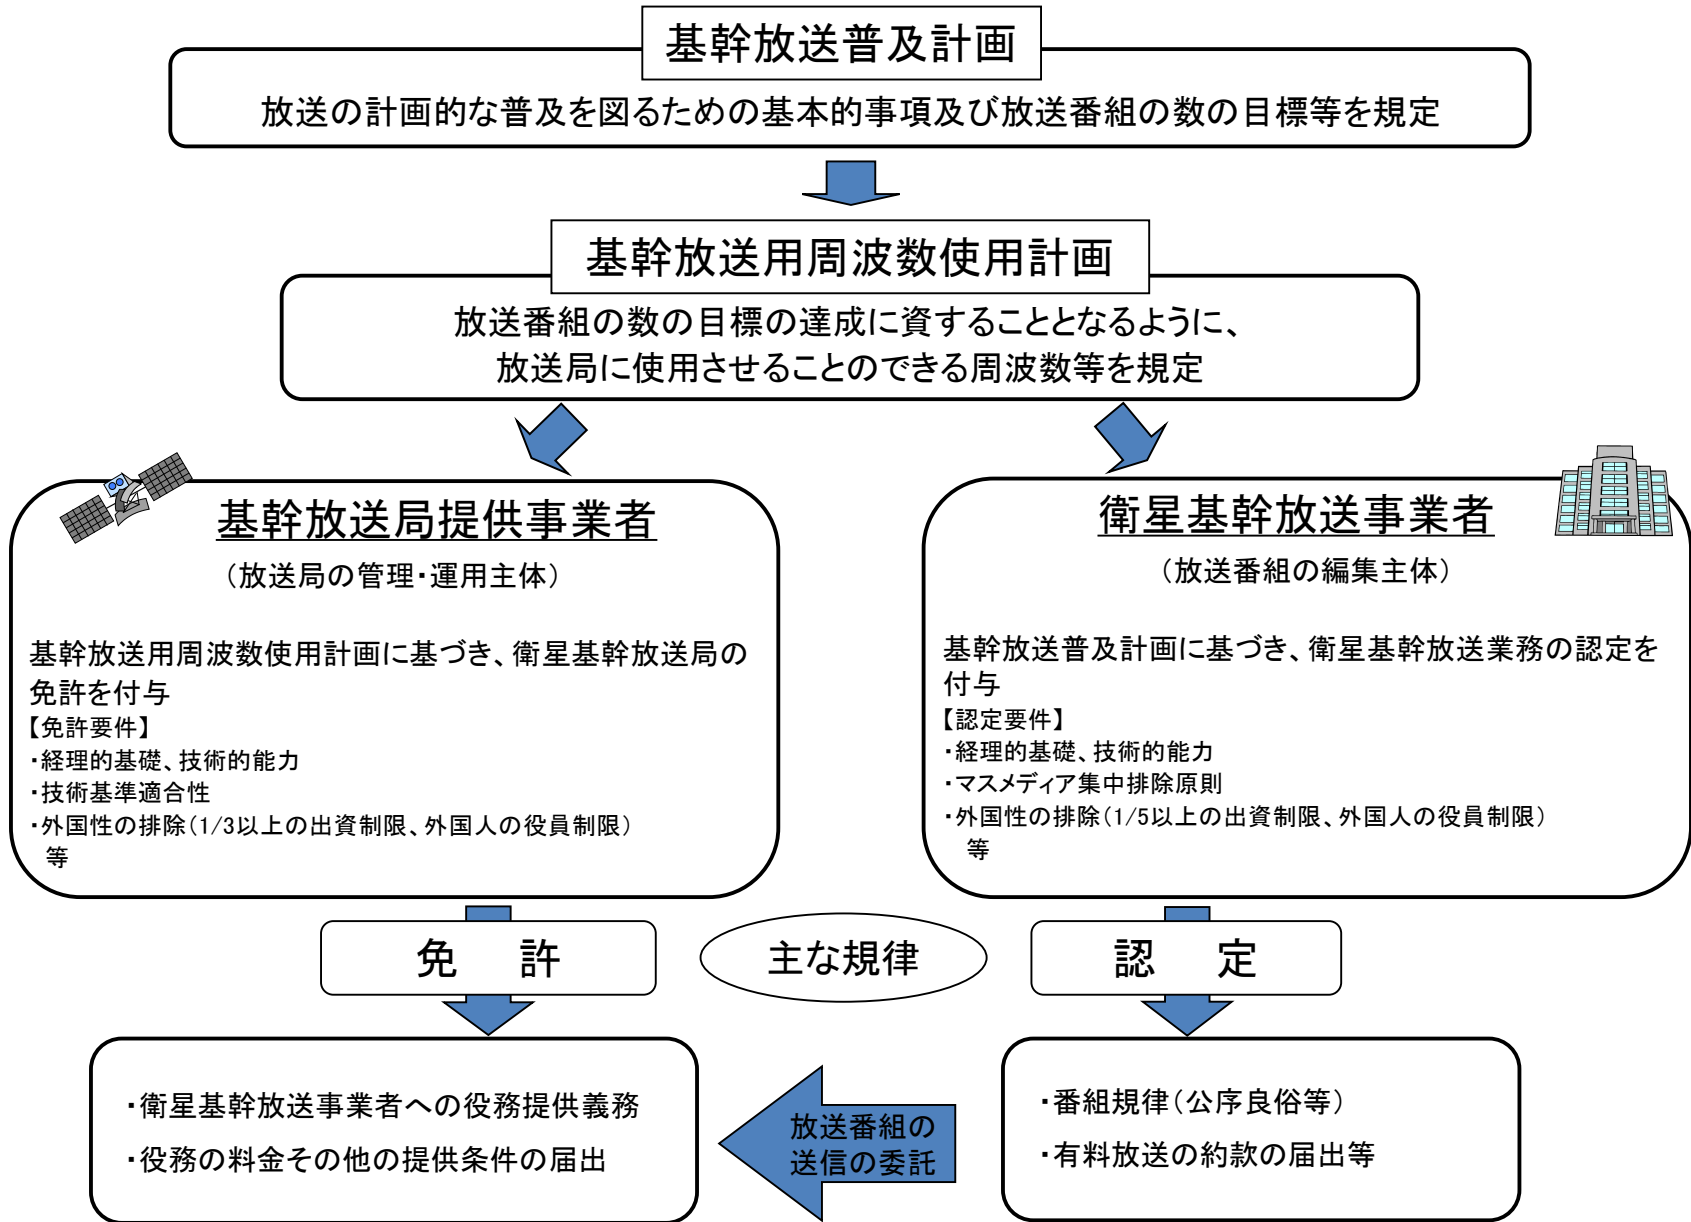 基幹放送普及計画
放送の計画的な普及を図るための基本的事項及び放送番組の数の目標等を規定
基幹放送用周波数使用計画
放送番組の数の目標の達成に資することとなるように、
放送局に使用させることのできる周波数等を規定
基幹放送局提供事業者
（放送局の管理・運用主体）
基幹放送用周波数使用計画に基づき、衛星基幹放送局の
免許を付与
【免許要件】
・経理的基礎、技術的能力
・技術基準適合性
・外国性の排除（1/3以上の出資制限、外国人の役員制限）
等
衛星基幹放送事業者
（放送番組の編集主体）
基幹放送普及計画に基づき、衛星基幹放送業務の認定を
付与
【認定要件】
・経理的基礎、技術的能力
・マスメディア集中排除原則
・外国性の排除（1/5以上の出資制限、外国人の役員制限）
等
免　許
主な規律
認　定
・衛星基幹放送事業者への役務提供義務
・役務の料金その他の提供条件の届出
放送番組の
送信の委託
・番組規律（公序良俗等）
・有料放送の約款の届出等